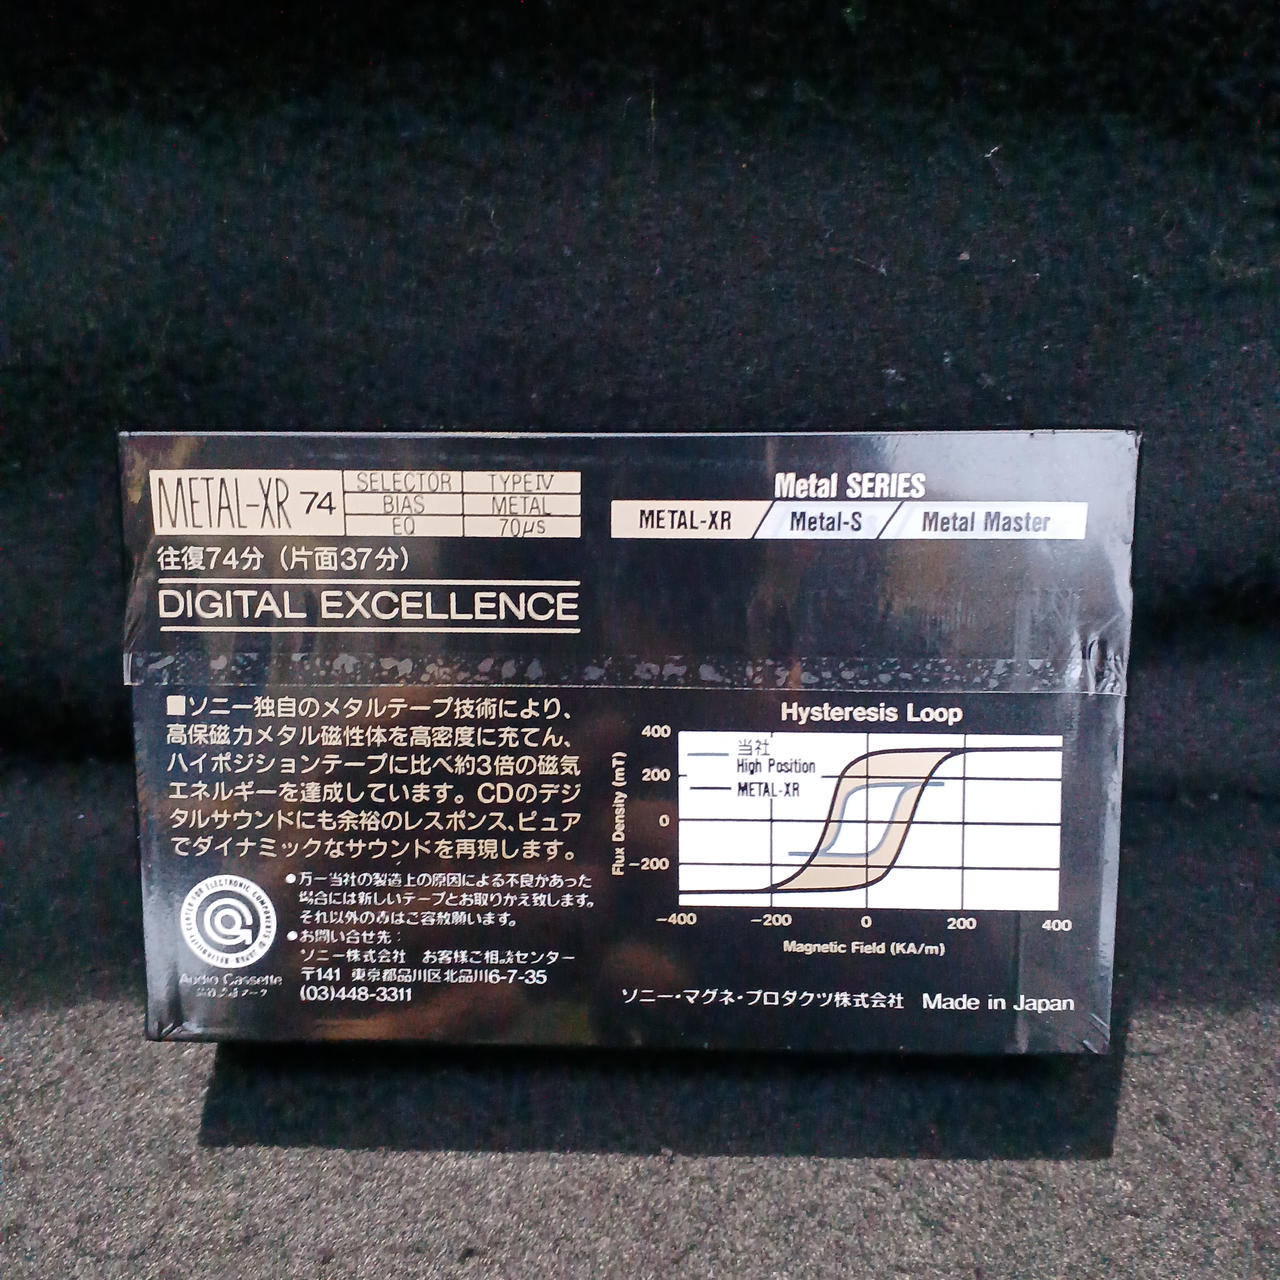 METAL-XR 74
SELECTOR TYPE IV
BIAS METAL
EQ 70μs
往復74分（片面37分）
DIGITAL EXCELLENCE
Metal SERIES
METAL-XR / Metal-S / Metal Master
■ソニー独自のメタルテープ技術により、
高保磁力メタル磁性体を高密度に充てん、
ハイポジションテープに比べ約3倍の磁気
エネルギーを達成しています。CDのデジ
タルサウンドにも余裕のレスポンス、ピュア
でダイナミックなサウンドを再現します。
●万一当社の製造上の原因による不良があった
場合には新しいテープとお取りかえ致します。
それ以外の責はご容赦願います。
●お問い合せ先：
ソニー株式会社 お客様ご相談センター
〒141 東京都品川区北品川6-7-35
(03)448-3311
Audio Cassette
Hysteresis Loop
Flux Density (mT)
400
200
0
-200
当社
High Position
METAL-XR
-400 -200 0 200 400
Magnetic Field (KA/m)
ソニー・マグネ・プロダクツ株式会社 Made in Japan